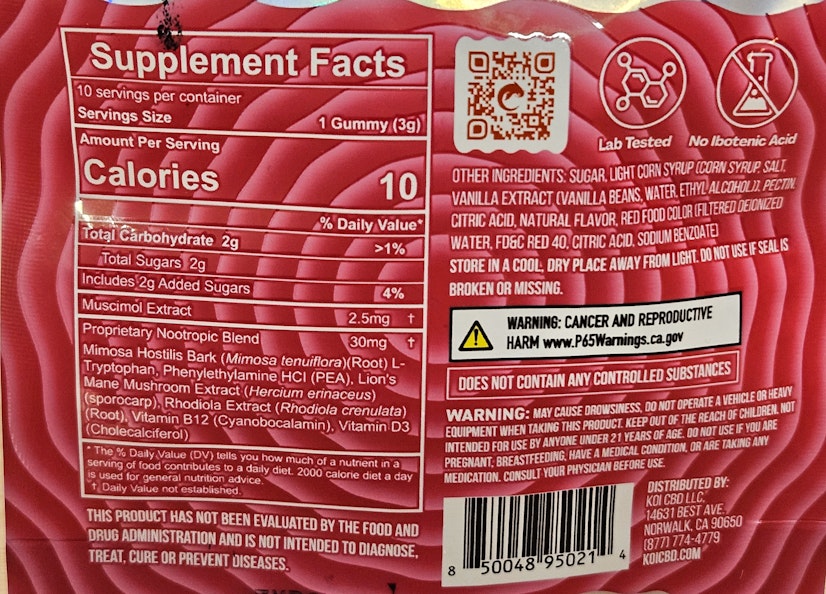 Supplement Facts
10 servings per container
Servings Size 1 Gummy (3g)
Amount Per Serving
Calories 10
% Daily Value*
Total Carbohydrate 2g >1%
Total Sugars 2g
Includes 2g Added Sugars 4%
Muscimol Extract 2.5mg †
Proprietary Nootropic Blend 30mg †
Mimosa Hostilis Bark (Mimosa tenuiflora)(Root) L-
Tryptophan, Phenylethylamine HCI (PEA), Lion's
Mane Mushroom Extract (Hercium erinaceus)
(sporocarp), Rhodiola Extract (Rhodiola crenulata)
(Root), Vitamin B12 (Cyanobocalamin), Vitamin D3
(Cholecalciferol)
* The % Daily Value (DV) tells you how much of a nutrient in a
serving of food contributes to a daily diet. 2000 calorie diet a day
is used for general nutrition advice.
†, Daily Value not established.
THIS PRODUCT HAS NOT BEEN EVALUATED BY THE FOOD AND
DRUG ADMINISTRATION AND IS NOT INTENDED TO DIAGNOSE,
TREAT, CURE OR PREVENT DISEASES.
Lab Tested No Ibotenic Acid
OTHER INGREDIENTS: SUGAR, LIGHT CORN SYRUP (CORN SYRUP, SALT,
VANILLA EXTRACT (VANILLA BEANS, WATER, ETHYL ALCOHOL)), PECTIN,
CITRIC ACID, NATURAL FLAVOR, RED FOOD COLOR (FILTERED DEIONIZED
WATER, FD&C RED 40, CITRIC ACID, SODIUM BENZOATE)
STORE IN A COOL, DRY PLACE AWAY FROM LIGHT. DO NOT USE IF SEAL IS
BROKEN OR MISSING.
WARNING: CANCER AND REPRODUCTIVE
HARM www.P65Warnings.ca.gov
DOES NOT CONTAIN ANY CONTROLLED SUBSTANCES
WARNING: MAY CAUSE DROWSINESS, DO NOT OPERATE A VEHICLE OR HEAVY
EQUIPMENT WHEN TAKING THIS PRODUCT. KEEP OUT OF THE REACH OF CHILDREN. NOT
INTENDED FOR USE BY ANYONE UNDER 21 YEARS OF AGE. DO NOT USE IF YOU ARE
PREGNANT, BREASTFEEDING, HAVE A MEDICAL CONDITION, OR ARE TAKING ANY
MEDICATION. CONSULT YOUR PHYSICIAN BEFORE USE.
8 50048 95021 4
DISTRIBUTED BY:
KOI CBD LLC,
14631 BEST AVE.
NORWALK, CA 90650
(877) 774-4779
KOICBD.COM